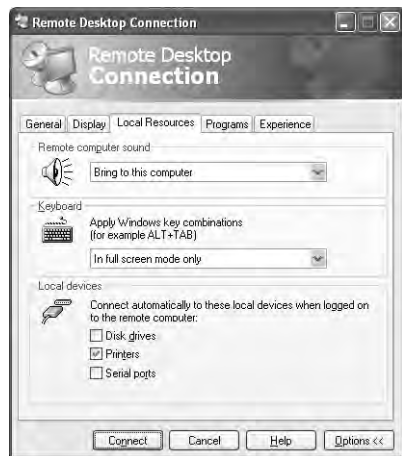 Remote Desktop Connection
Remote Desktop
Connection
General Display Local Resources Programs Experience
Remote computer sound
Bring to this computer
Keyboard
Apply Windows key combinations
(for example ALT+TAB)
In full screen mode only
Local devices
Connect automatically to these local devices when logged on
to the remote computer:
Disk drives
Printers
Serial ports
Connect Cancel Help Options <<